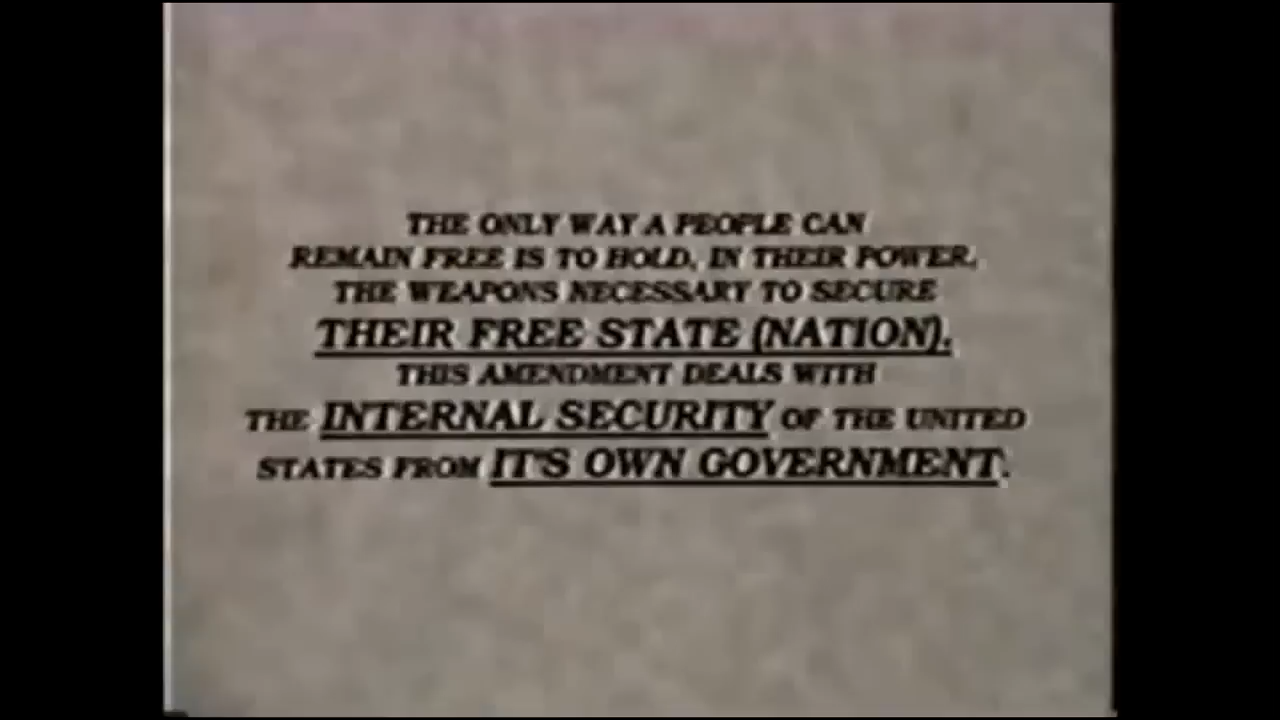 THE ONLY WAY A PEOPLE CAN
REMAIN FREE IS TO HOLD, IN THEIR POWER,
THE WEAPONS NECESSARY TO SECURE
THEIR FREE STATE (NATION).
THIS AMENDMENT DEALS WITH
THE INTERNAL SECURITY OF THE UNITED
STATES FROM IT'S OWN GOVERNMENT.